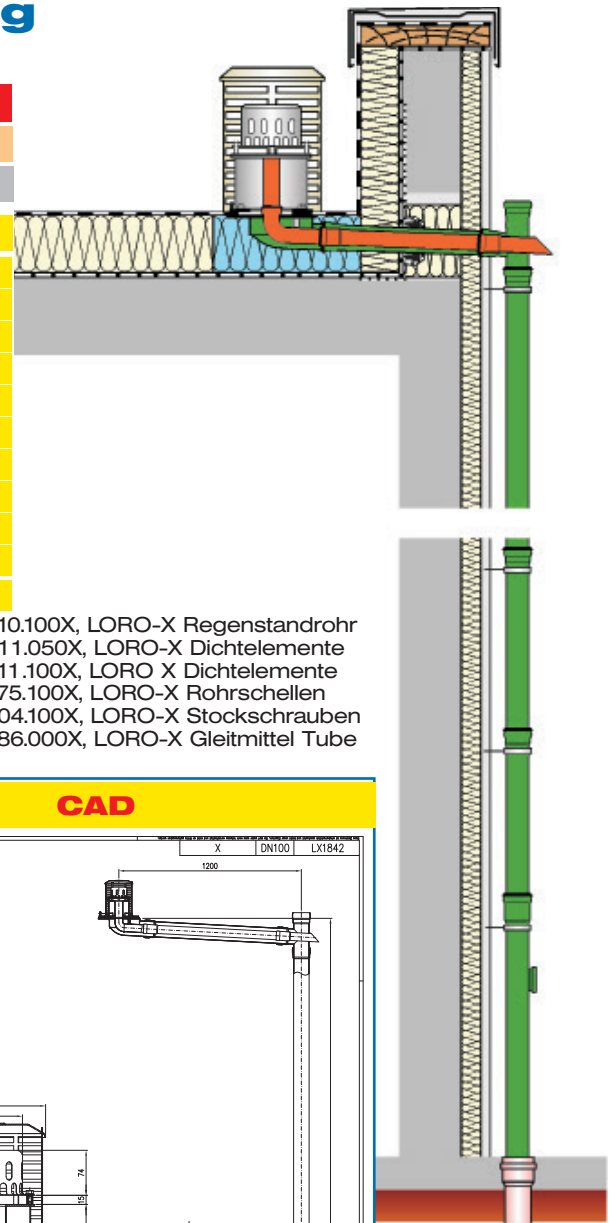 g
10.100X, LORO-X Regenstandrohr
11.050X, LORO-X Dichtelemente
11.100X, LORO X Dichtelemente
75.100X, LORO-X Rohrschellen
04.100X, LORO-X Stockschrauben
86.000X, LORO-X Gleitmittel Tube
CAD
X DN100 LX1842
1200
74
15